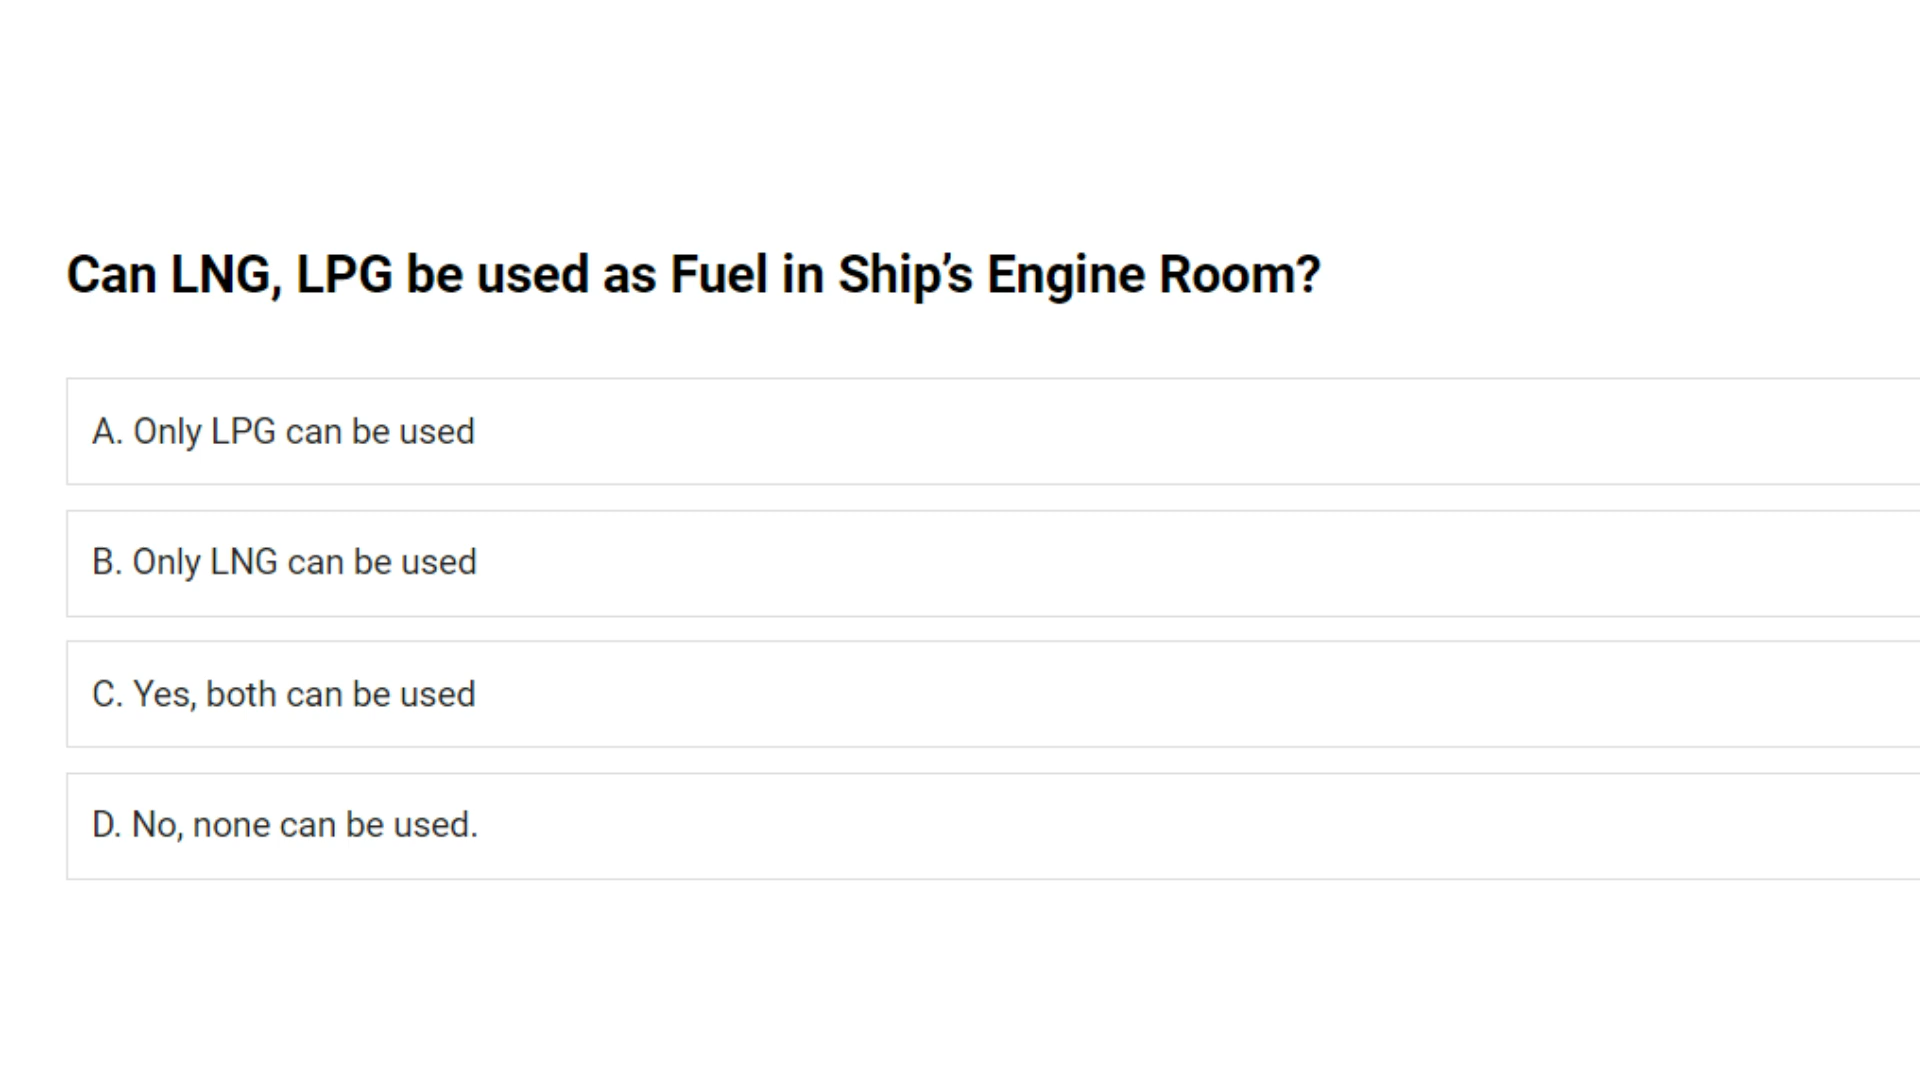 Can LNG, LPG be used as Fuel in Ship’s Engine Room?
A. Only LPG can be used
B. Only LNG can be used
C. Yes, both can be used
D. No, none can be used.